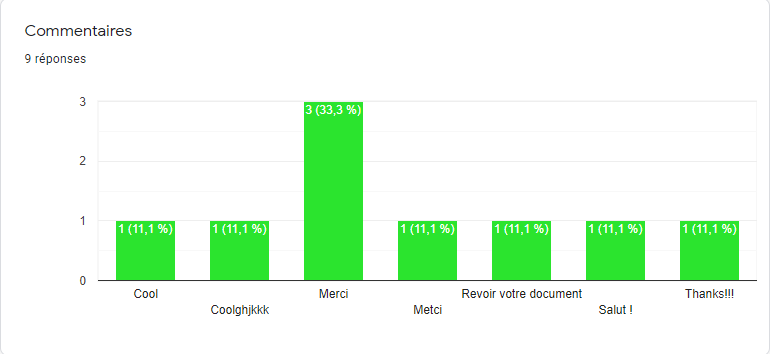 Commentaires
9 réponses
3
2
1
0
3 (33,3 %)
1 (11,1 %)
1 (11,1 %)
1 (11,1 %)
1 (11,1 %)
1 (11,1 %)
1 (11,1 %)
Cool
Coolghjkkk
Merci
Metci
Revoir votre document
Salut !
Thanks!!!